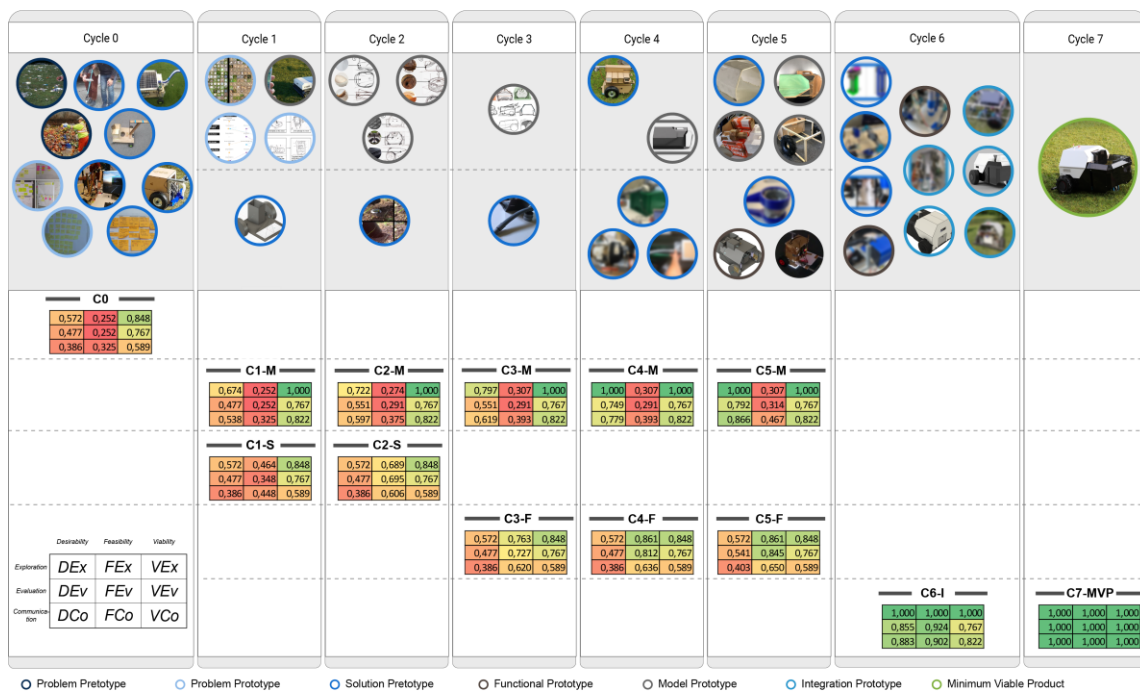 Cycle 0 Cycle 1 Cycle 2 Cycle 3 Cycle 4 Cycle 5 Cycle 6 Cycle 7
C0
0,572 0,252 0,848
0,477 0,252 0,767
0,386 0,325 0,589
C1-M C2-M C3-M C4-M C5-M
0,674 0,252 1,000 0,722 0,274 1,000 0,797 0,307 1,000 1,000 0,307 1,000 1,000 0,307 1,000
0,477 0,252 0,767 0,551 0,291 0,767 0,551 0,291 0,767 0,749 0,291 0,767 0,792 0,314 0,767
0,538 0,325 0,822 0,597 0,375 0,822 0,619 0,393 0,822 0,779 0,393 0,822 0,866 0,467 0,822
C1-S C2-S
0,572 0,464 0,848 0,572 0,689 0,848
0,477 0,348 0,767 0,477 0,695 0,767
0,386 0,448 0,589 0,386 0,606 0,589
C3-F C4-F C5-F
0,572 0,763 0,848 0,572 0,861 0,848 0,572 0,861 0,848
0,477 0,727 0,767 0,477 0,812 0,767 0,541 0,845 0,767
0,386 0,620 0,589 0,386 0,636 0,589 0,403 0,650 0,589
Desirability Feasibility Viability
Exploration DEx FEx VEx
Evaluation DEv FEv VEv
Communica-
tion DCo FCo VCo
C6-I C7-MVP
1,000 1,000 1,000 1,000 1,000 1,000
0,855 0,924 0,767 1,000 1,000 1,000
0,883 0,902 0,822 1,000 1,000 1,000
Problem Pretotype Problem Prototype Solution Pretotype Functional Prototype Model Prototype Integration Prototype Minimum Viable Product